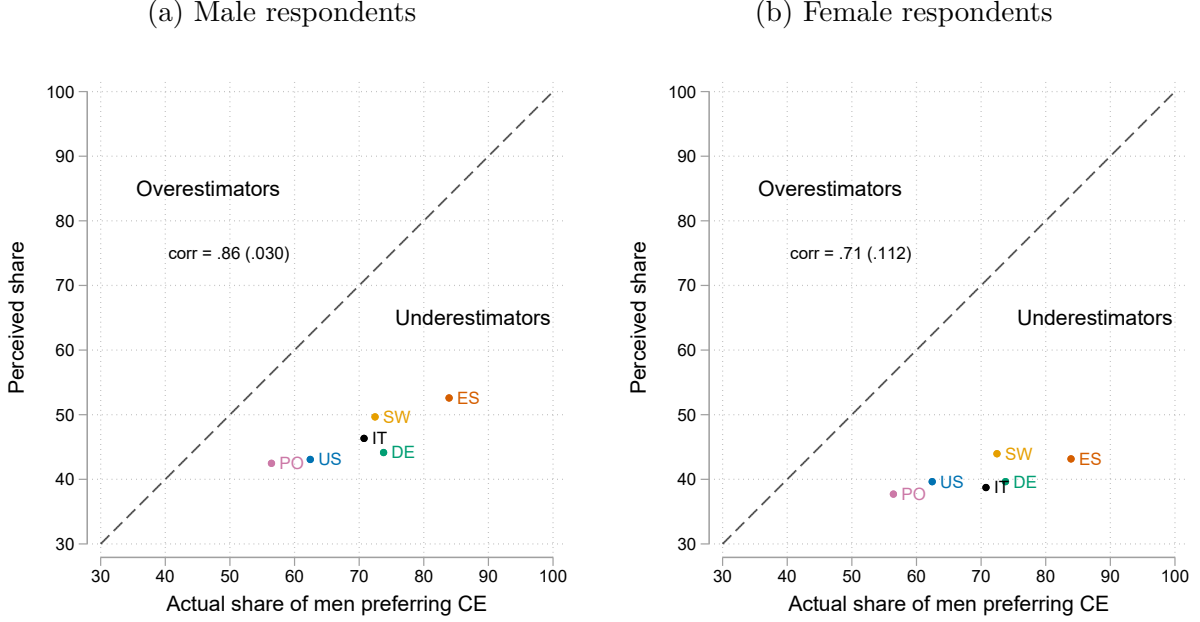 (a) Male respondents
100
90
80
70
60
50
40
30
Perceived share
Overestimators
corr = .86 (.030)
Underestimators
ES
SW
IT
DE
US
PO
30 40 50 60 70 80 90 100
Actual share of men preferring CE
(b) Female respondents
100
90
80
70
60
50
40
30
Perceived share
Overestimators
corr = .71 (.112)
Underestimators
SW
ES
US
DE
IT
PO
30 40 50 60 70 80 90 100
Actual share of men preferring CE